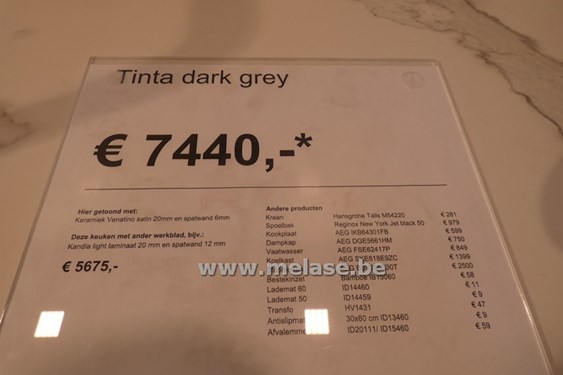 Tinta dark grey
€ 7440,-*
Hier getoond met:
Keramiek Venatino satin 20mm en spatwand 6mm
Deze keuken met ander werkblad, bijv.:
Kandla light laminaat 20 mm en spatwand 12 mm
€ 5675,-
Andere producten
Kraan Hansgrohe Talis M54220 € 281
Spoelbak Reginox New York Jet black 50 € 979
Kookplaat AEG IKB64301FB € 599
Dampkap AEG DGE5661HM € 750
Vaatwasser AEG FSE62417P € 849
Koelkast AEG € 1399
€ 2500
Bestekinzet Bamboe IB15060 € 58
Lademat 60 ID14460 € 11
Lademat 50 ID14459 € 9
Transfo HV1431 € 47
Antislipmat 30x60 cm ID13460 € 9
ID20111/ ID15460 € 59
www.melase.be